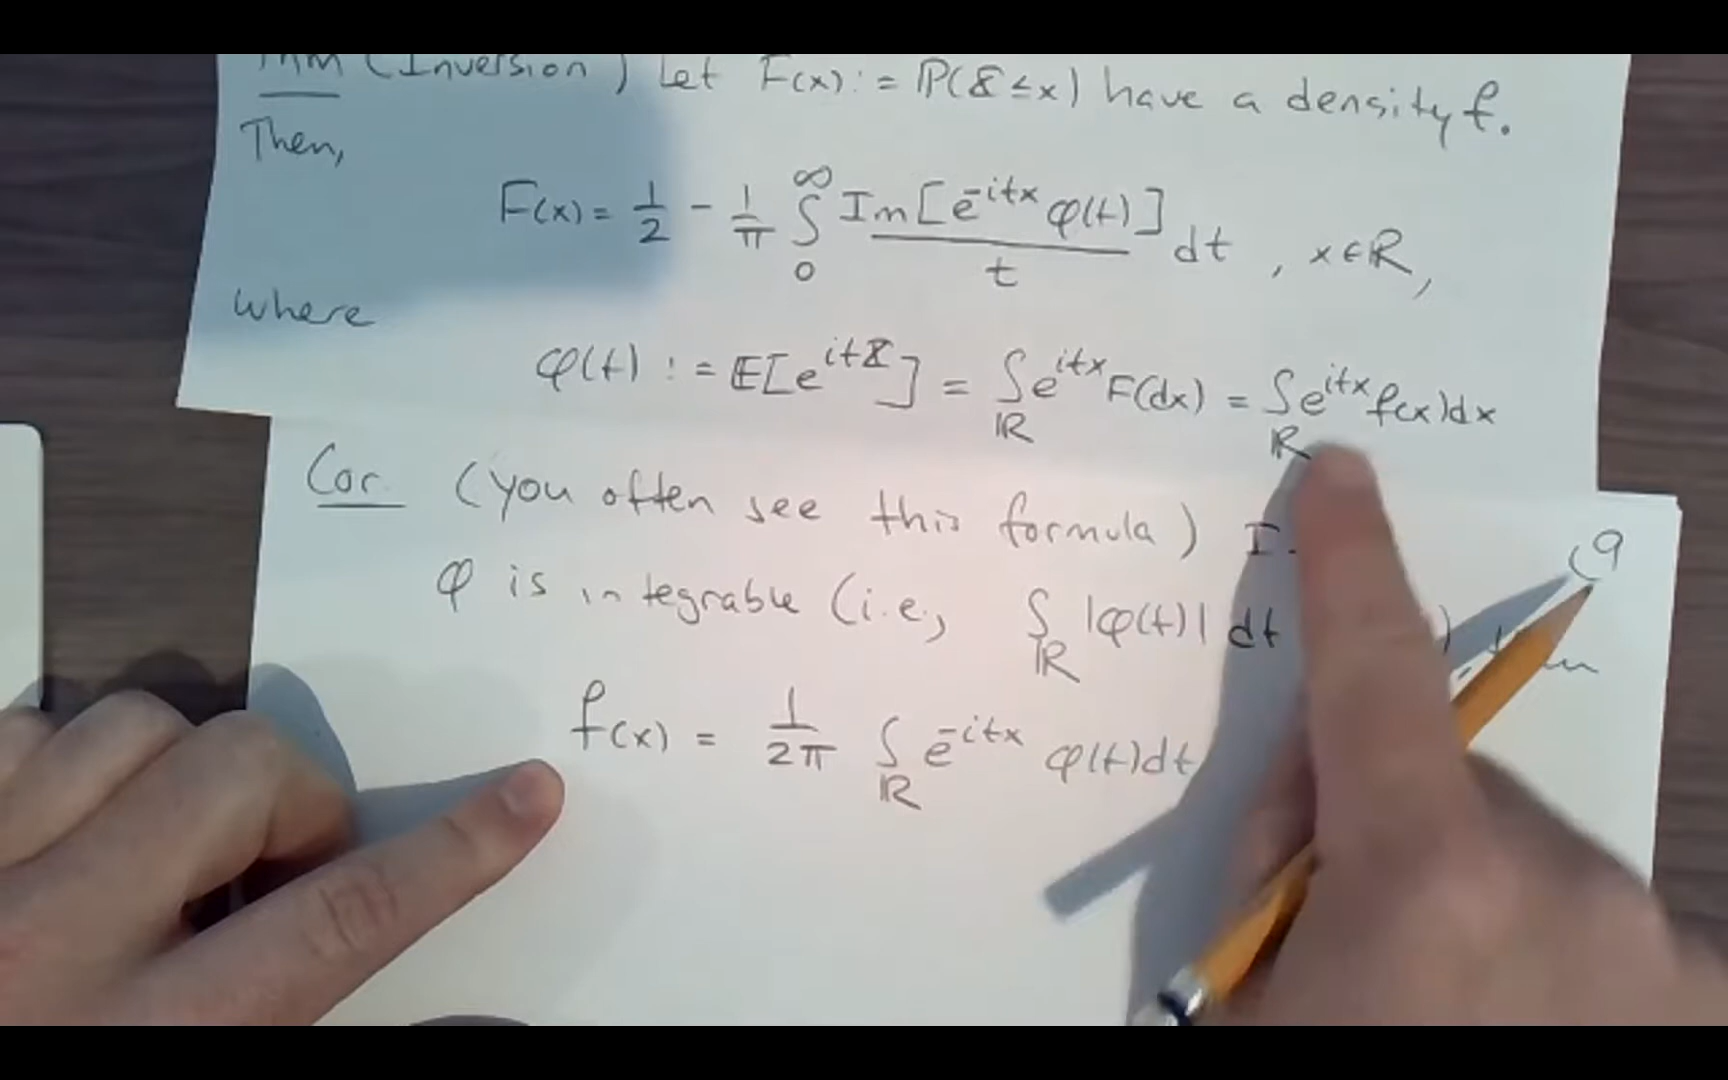 Thm (Inversion) Let F(x) := ℙ(X ≤ x) have a density f.
Then,
F(x) = 1/2 - 1/π ∫₀^∞ Im[e^{-itx} φ(t)]/t dt, x ∈ ℝ,
where
φ(t) := 𝔼[e^{itX}] = ∫_ℝ e^{itx} F(dx) = ∫_ℝ e^{itx} f(x)dx
Cor. (you often see this formula)
9
φ is integrable (i.e., ∫_ℝ |φ(t)| dt
f(x) = 1/2π ∫_ℝ e^{-itx} φ(t)dt